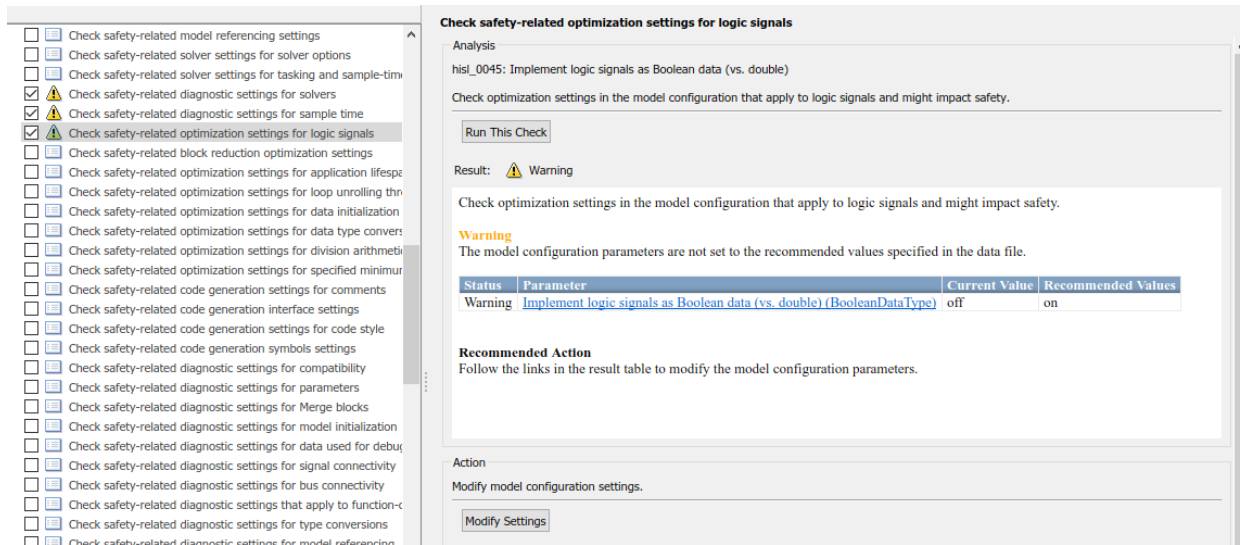 Check safety-related model referencing settings
Check safety-related solver settings for solver options
Check safety-related solver settings for tasking and sample-time
Check safety-related diagnostic settings for solvers
Check safety-related diagnostic settings for sample time
Check safety-related optimization settings for logic signals
Check safety-related block reduction optimization settings
Check safety-related optimization settings for application lifespa
Check safety-related optimization settings for loop unrolling thr
Check safety-related optimization settings for data initialization
Check safety-related optimization settings for data type convers
Check safety-related optimization settings for division arithmeti
Check safety-related optimization settings for specified minimur
Check safety-related code generation settings for comments
Check safety-related code generation interface settings
Check safety-related code generation settings for code style
Check safety-related code generation symbols settings
Check safety-related diagnostic settings for compatibility
Check safety-related diagnostic settings for parameters
Check safety-related diagnostic settings for Merge blocks
Check safety-related diagnostic settings for model initialization
Check safety-related diagnostic settings for data used for debug
Check safety-related diagnostic settings for signal connectivity
Check safety-related diagnostic settings for bus connectivity
Check safety-related diagnostic settings that apply to function-c
Check safety-related diagnostic settings for type conversions
Check safety-related diagnostic settings for model referencing
Check safety-related optimization settings for logic signals
Analysis
hisl_0045: Implement logic signals as Boolean data (vs. double)
Check optimization settings in the model configuration that apply to logic signals and might impact safety.
Run This Check
Result: Warning
Check optimization settings in the model configuration that apply to logic signals and might impact safety.
Warning
The model configuration parameters are not set to the recommended values specified in the data file.
Status Parameter Current Value Recommended Values
Warning Implement logic signals as Boolean data (vs. double) (BooleanDataType) off on
Recommended Action
Follow the links in the result table to modify the model configuration parameters.
Action
Modify model configuration settings.
Modify Settings